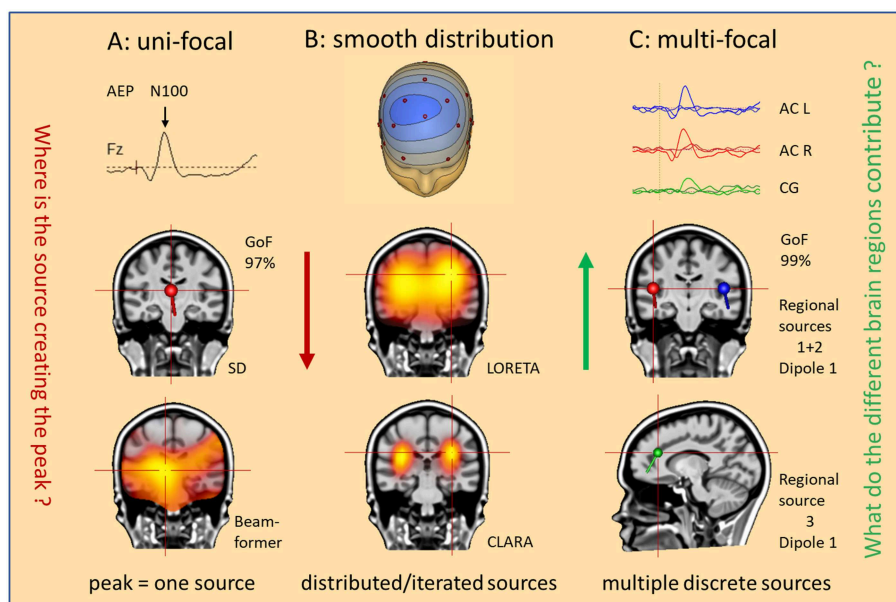 A: uni-focal
B: smooth distribution
C: multi-focal
Where is the source creating the peak ?
What do the different brain regions contribute ?
AEP N100
Fz
GoF
97%
SD
Beam-
former
peak = one source
LORETA
CLARA
distributed/iterated sources
AC L
AC R
CG
GoF
99%
Regional
sources
1+2
Dipole 1
Regional
source
3
Dipole 1
multiple discrete sources